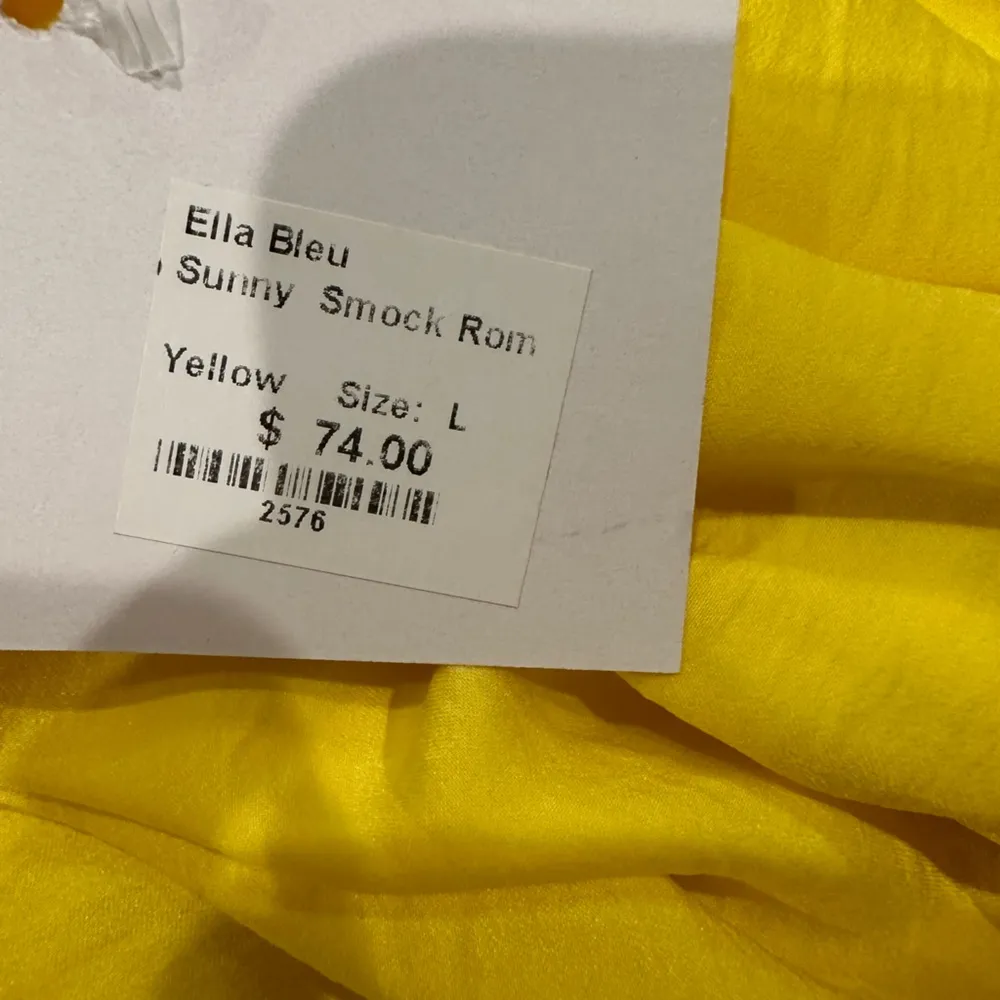 Ella Bleu
Sunny Smock Rom
Yellow Size: L
$ 74.00
2576